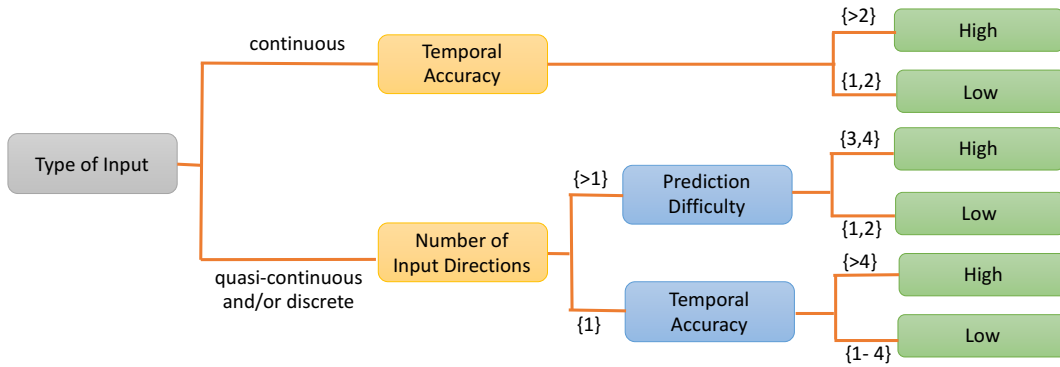 {>2}
High
continuous
Temporal
Accuracy
{1,2}
Low
{3,4}
High
Type of Input
{>1}
Prediction
Difficulty
Low
{1,2}
Number of
Input Directions
quasi-continuous
and/or discrete
{>4}
High
{1}
Temporal
Accuracy
Low
{1- 4}